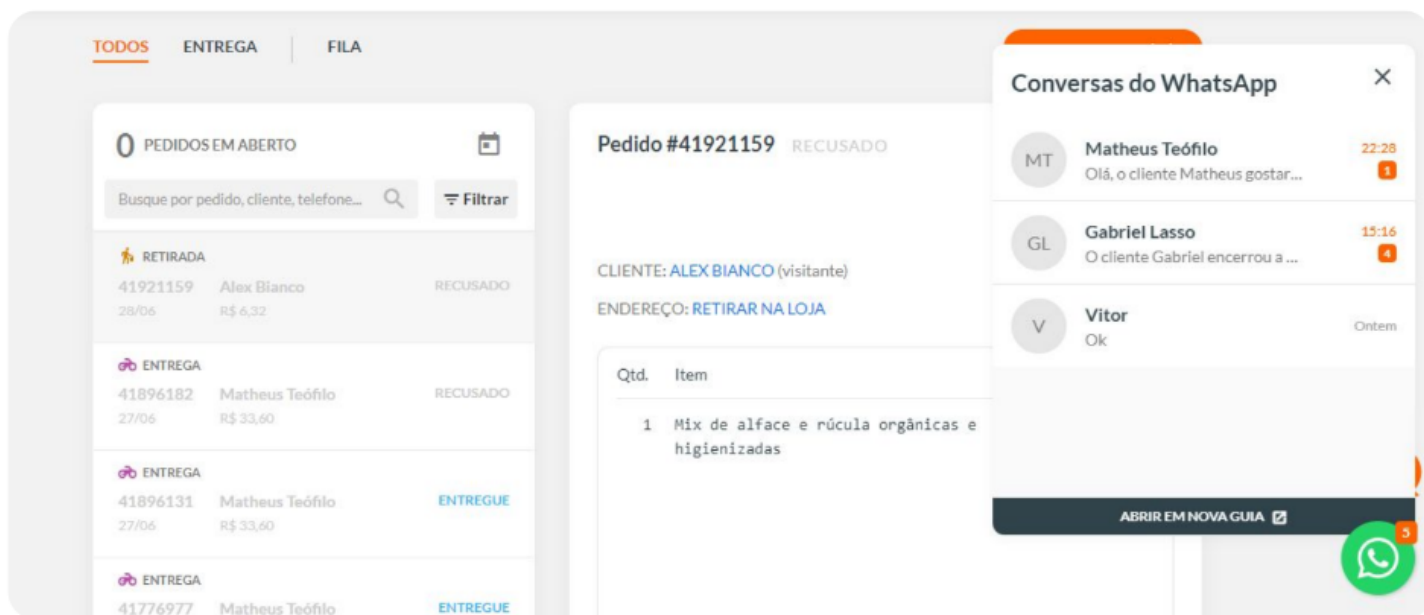 TODOS ENTREGA FILA
0 PEDIDOS EM ABERTO
Busque por pedido, cliente, telefone... Filtrar
RETIRADA
41921159 Alex Bianco RECUSADO
28/06 R$ 6,32
ENTREGA
41896182 Matheus Teófilo RECUSADO
27/06 R$ 33,60
ENTREGA
41896131 Matheus Teófilo ENTREGUE
27/06 R$ 33,60
ENTREGA
41776977 Matheus Teófilo ENTREGUE
Pedido #41921159 RECUSADO
CLIENTE: ALEX BIANCO (visitante)
ENDEREÇO: RETIRAR NA LOJA
Qtd. Item
1 Mix de alface e rúcula orgânicas e
higienizadas
Conversas do WhatsApp
MT Matheus Teófilo 22:28
Olá, o cliente Matheus gostar... 1
GL Gabriel Lasso 15:16
O cliente Gabriel encerrou a ... 4
V Vitor Ontem
Ok
ABRIR EM NOVA GUIA
5